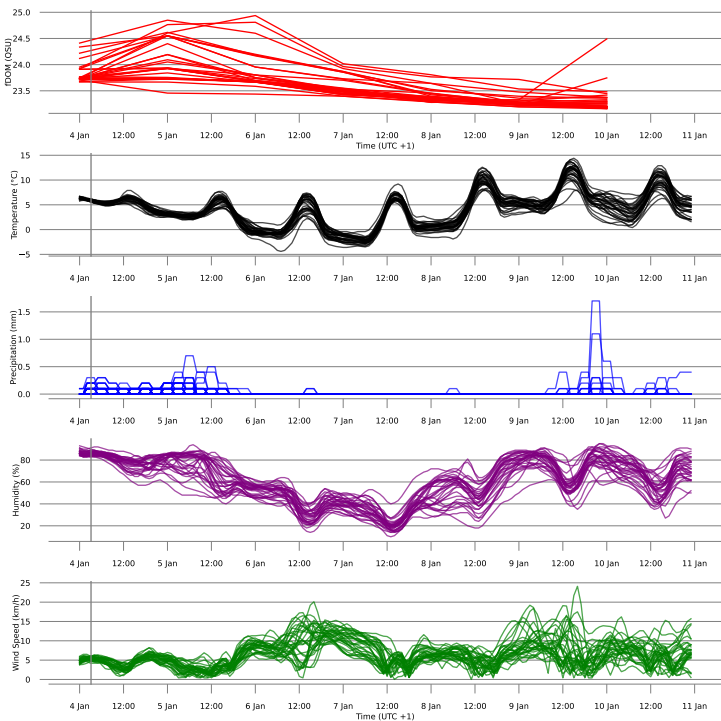 25.0
24.5
24.0
23.5
fDOM (QSU)
4 Jan 12:00 5 Jan 12:00 6 Jan 12:00 7 Jan 12:00 8 Jan 12:00 9 Jan 12:00 10 Jan 12:00 11 Jan
Time (UTC +1)
15
10
5
0
−5
Temperature (°C)
4 Jan 12:00 5 Jan 12:00 6 Jan 12:00 7 Jan 12:00 8 Jan 12:00 9 Jan 12:00 10 Jan 12:00 11 Jan
1.5
1.0
0.5
0.0
Precipitation (mm)
4 Jan 12:00 5 Jan 12:00 6 Jan 12:00 7 Jan 12:00 8 Jan 12:00 9 Jan 12:00 10 Jan 12:00 11 Jan
80
60
40
20
Humidity (%)
4 Jan 12:00 5 Jan 12:00 6 Jan 12:00 7 Jan 12:00 8 Jan 12:00 9 Jan 12:00 10 Jan 12:00 11 Jan
25
20
15
10
5
0
Wind Speed (km/h)
4 Jan 12:00 5 Jan 12:00 6 Jan 12:00 7 Jan 12:00 8 Jan 12:00 9 Jan 12:00 10 Jan 12:00 11 Jan
Time (UTC +1)